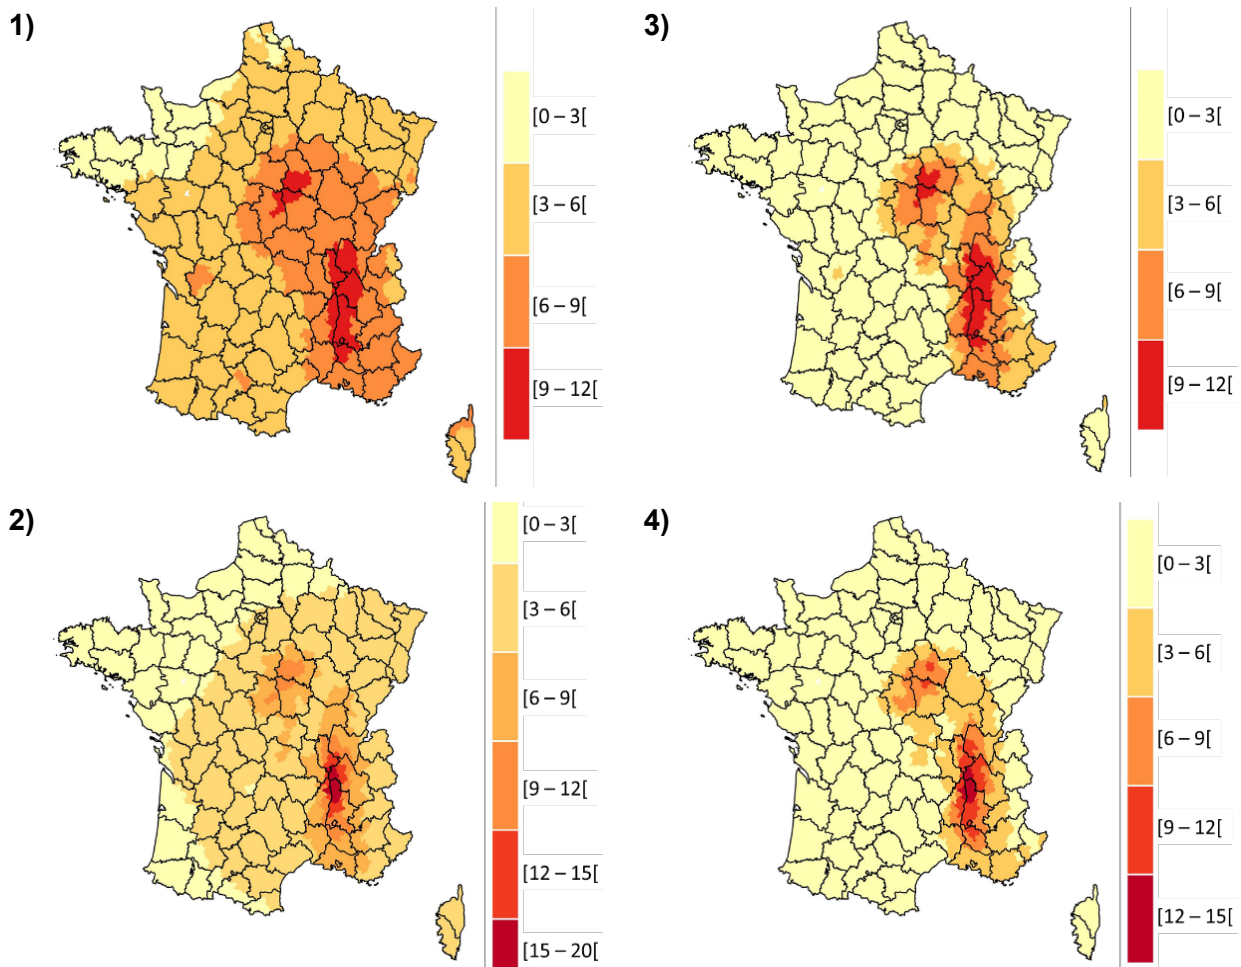 1)
[0 – 3[
[3 – 6[
[6 – 9[
[9 – 12[
3)
[0 – 3[
[3 – 6[
[6 – 9[
[9 – 12[
2)
[0 – 3[
[3 – 6[
[6 – 9[
[9 – 12[
[12 – 15[
[15 – 20[
4)
[0 – 3[
[3 – 6[
[6 – 9[
[9 – 12[
[12 – 15[